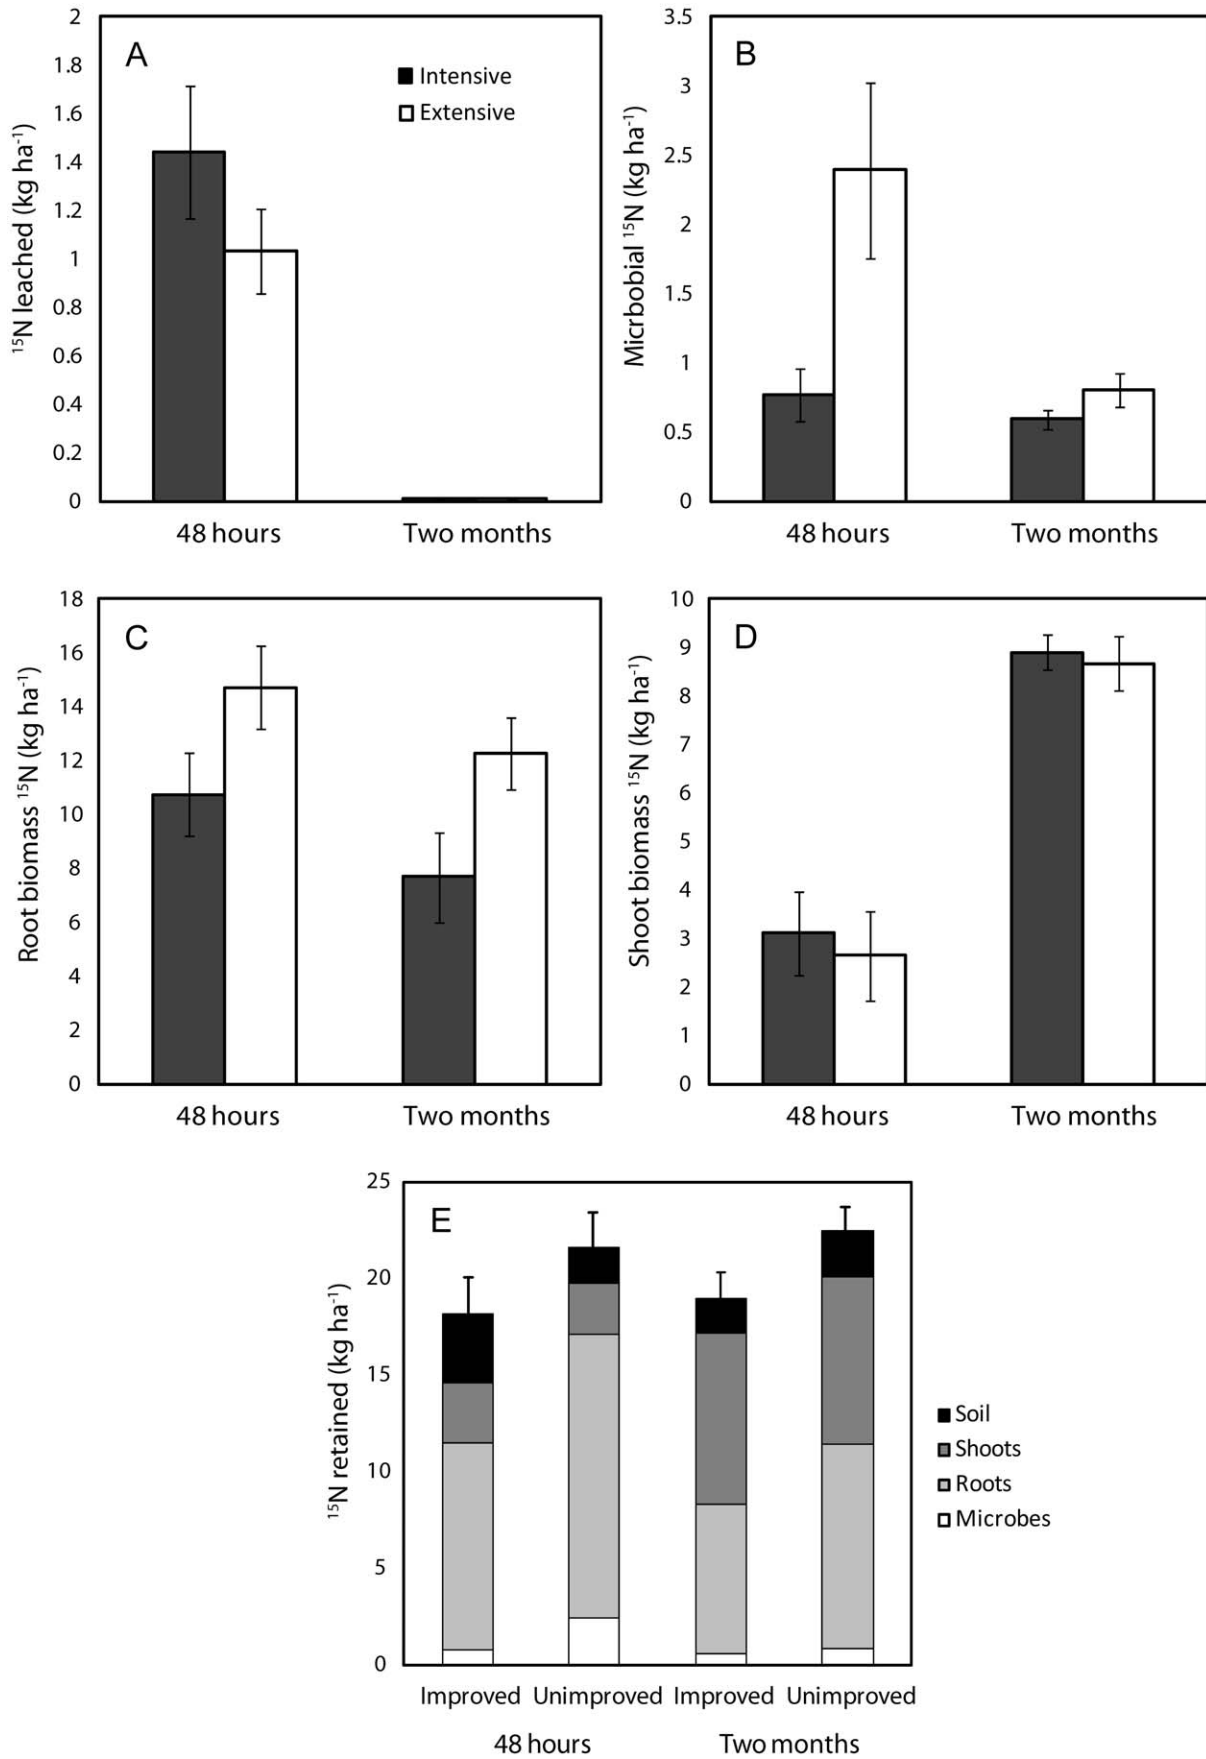 A
Intensive
Extensive
¹⁵N leached (kg ha⁻¹)
2
1.8
1.6
1.4
1.2
1
0.8
0.6
0.4
0.2
0
48 hours
Two months
B
Micrbobial ¹⁵N (kg ha⁻¹)
3.5
3
2.5
2
1.5
1
0.5
0
48 hours
Two months
C
Root biomass ¹⁵N (kg ha⁻¹)
18
16
14
12
10
8
6
4
2
0
48 hours
Two months
D
Shoot biomass ¹⁵N (kg ha⁻¹)
10
9
8
7
6
5
4
3
2
1
0
48 hours
Two months
E
¹⁵N retained (kg ha⁻¹)
25
20
15
10
5
0
Soil
Shoots
Roots
Microbes
Improved Unimproved Improved Unimproved
48 hours Two months